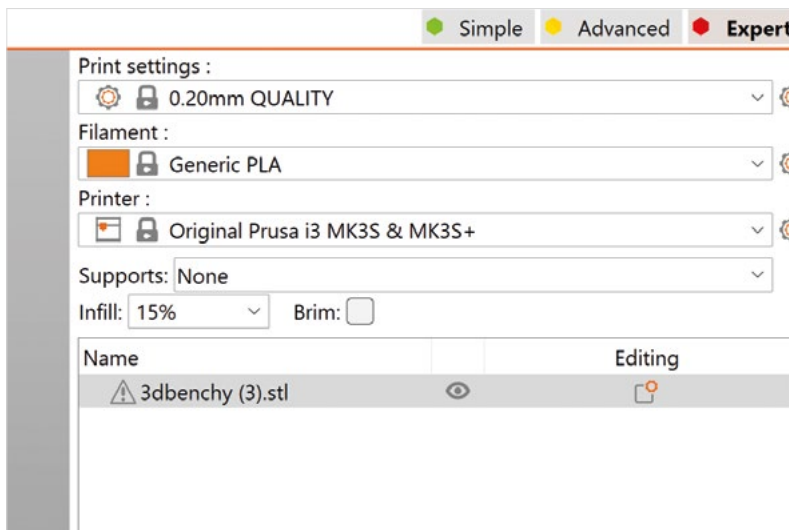 Simple Advanced Expert
Print settings :
0.20mm QUALITY
Filament :
Generic PLA
Printer :
Original Prusa i3 MK3S & MK3S+
Supports: None
Infill: 15% Brim:
Name Editing
3dbenchy (3).stl